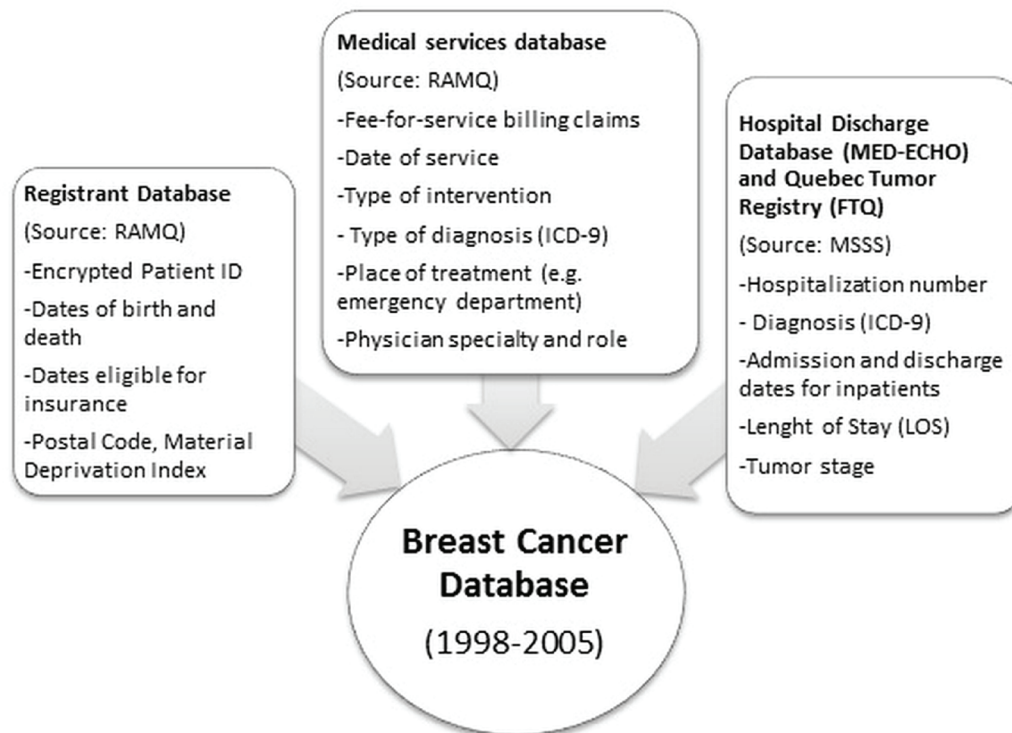 Registrant Database
(Source: RAMQ)
-Encrypted Patient ID
-Dates of birth and
death
-Dates eligible for
insurance
-Postal Code, Material
Deprivation Index
Medical services database
(Source: RAMQ)
-Fee-for-service billing claims
-Date of service
-Type of intervention
- Type of diagnosis (ICD-9)
-Place of treatment (e.g.
emergency department)
-Physician specialty and role
Hospital Discharge
Database (MED-ECHO)
and Quebec Tumor
Registry (FTQ)
(Source: MSSS)
-Hospitalization number
- Diagnosis (ICD-9)
-Admission and discharge
dates for inpatients
-Lenght of Stay (LOS)
-Tumor stage
Breast Cancer
Database
(1998-2005)